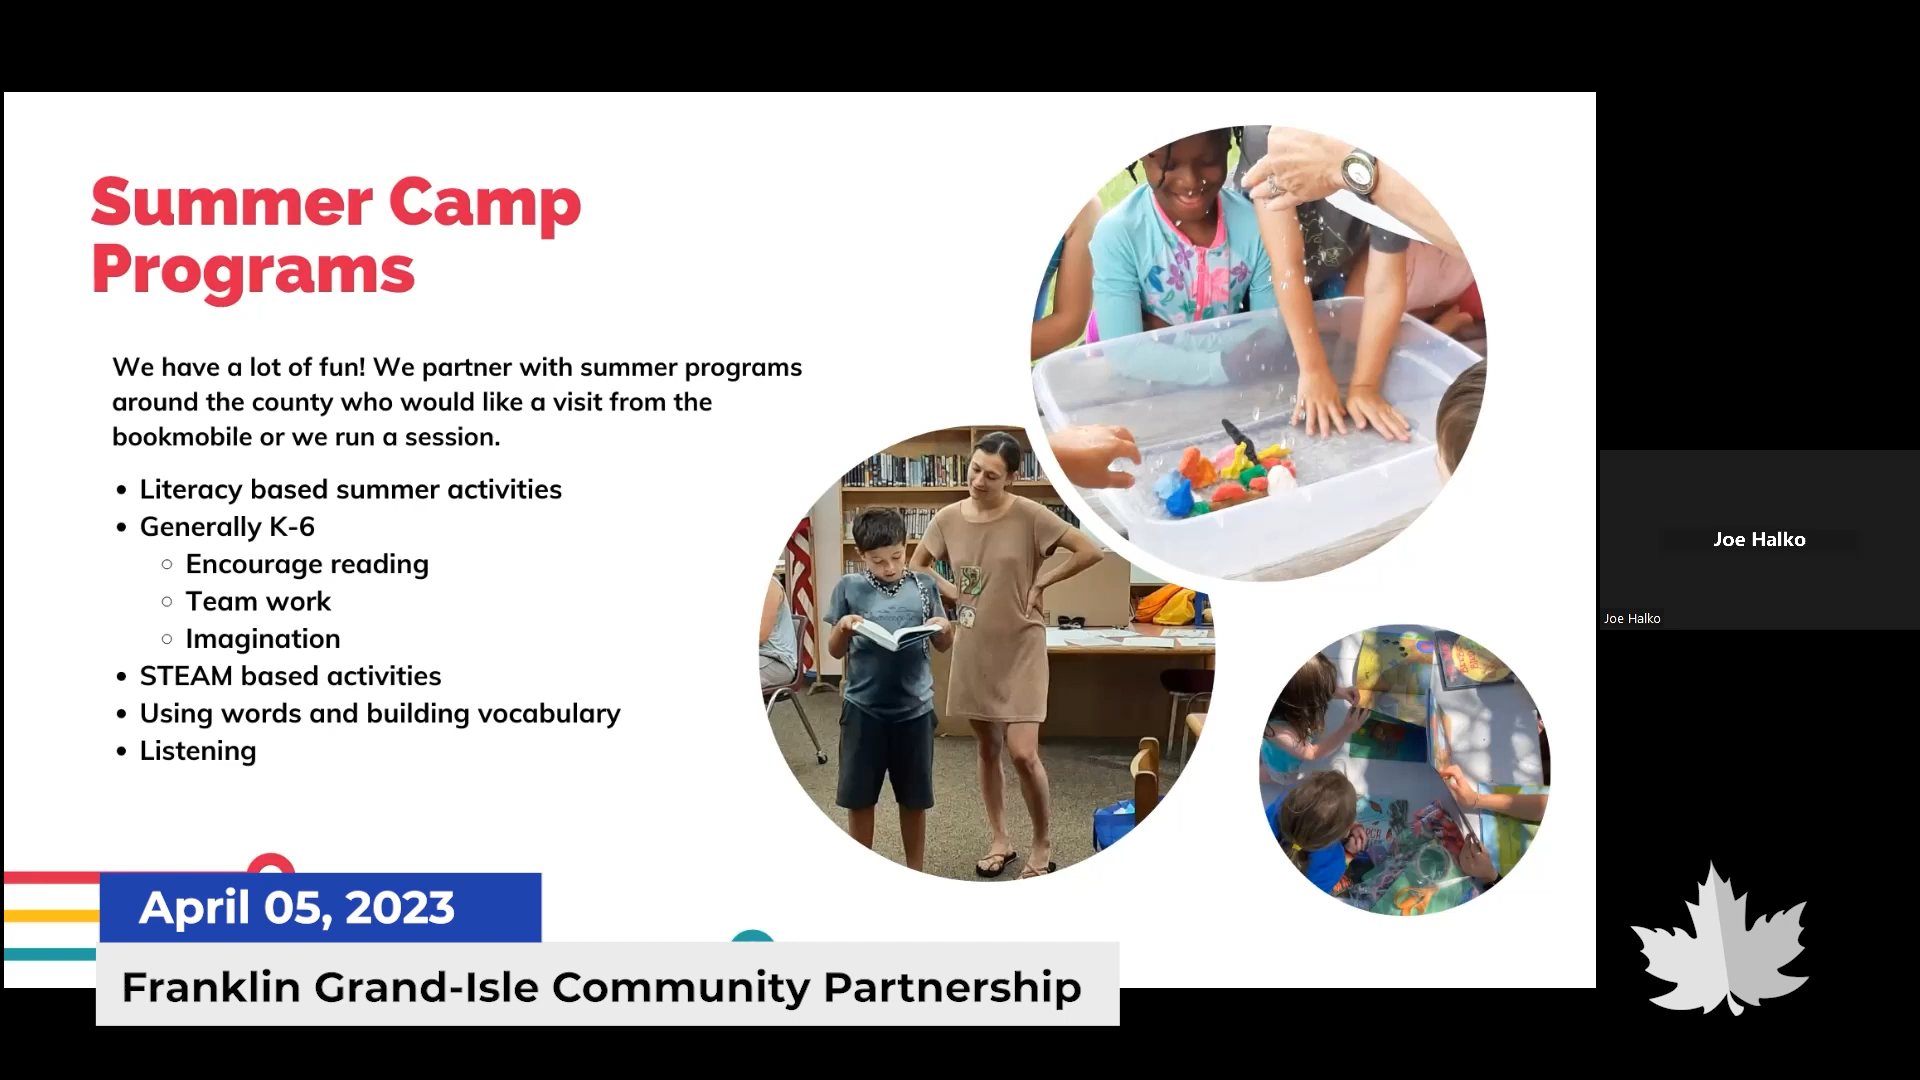 Summer Camp
Programs
We have a lot of fun! We partner with summer programs
around the county who would like a visit from the
bookmobile or we run a session.
• Literacy based summer activities
• Generally K-6
○ Encourage reading
○ Team work
○ Imagination
• STEAM based activities
• Using words and building vocabulary
• Listening
Joe Halko
Joe Halko
April 05, 2023
Franklin Grand-Isle Community Partnership